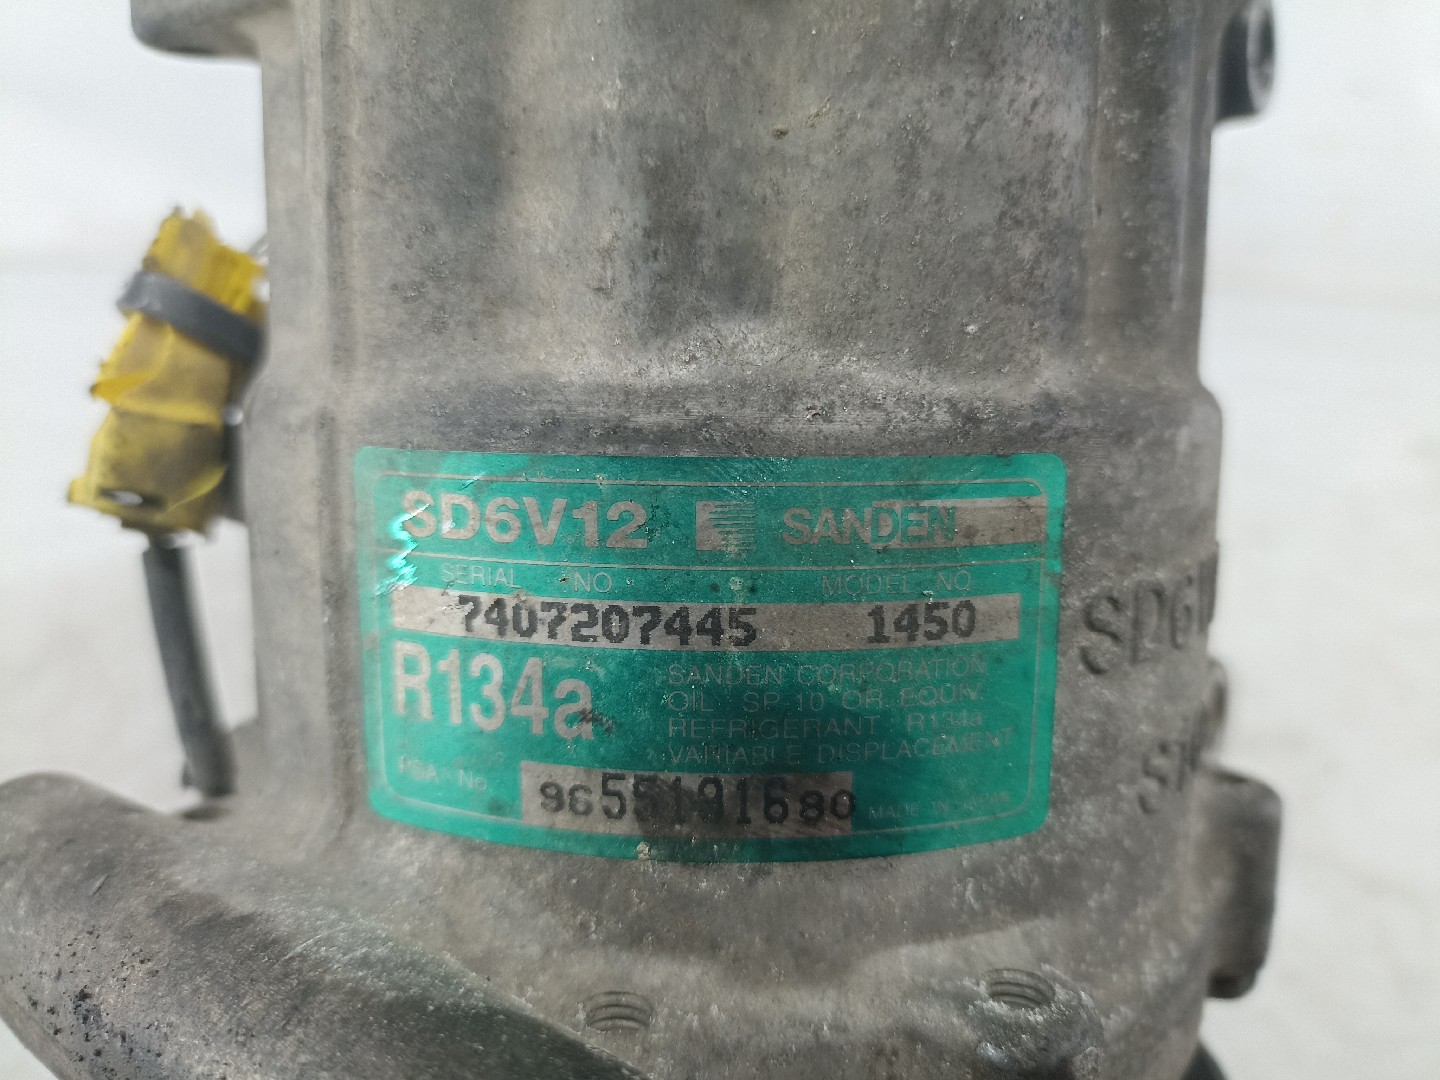 SD6V12 SANDEN
SERIAL NO MODEL NO
7407207445 1450
R134a
SANDEN CORPORATION
OIL SP 10 OR EQUIV.
REFRIGERANT R134a
VARIABLE DISPLACEMENT
PSA No
9655191680
MADE IN
SD6V